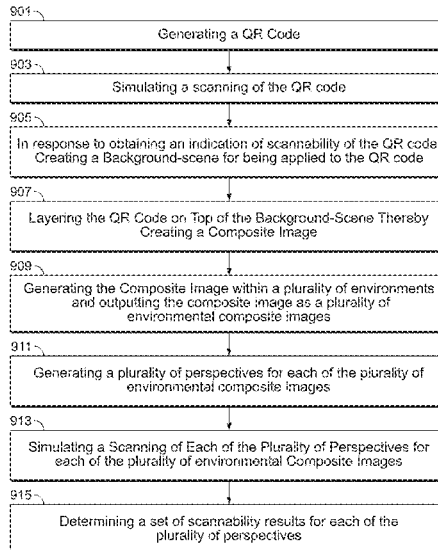 901
Generating a QR Code
903
Simulating a scanning of the QR code
905
In response to obtaining an indication of scannability of the QR code
Creating a Background-scene for being applied to the QR code
907
Layering the QR Code on Top of the Background-Scene Thereby
Creating a Composite Image
909
Generating the Composite Image within a plurality of environments
and outputting the composite image as a plurality of
environmental composite images
911
Generating a plurality of perspectives for each of the plurality of
environmental composite images
913
Simulating a Scanning of Each of the Plurality of Perspectives for
each of the plurality of environmental Composite Images
915
Determining a set of scannability results for each of the
plurality of perspectives